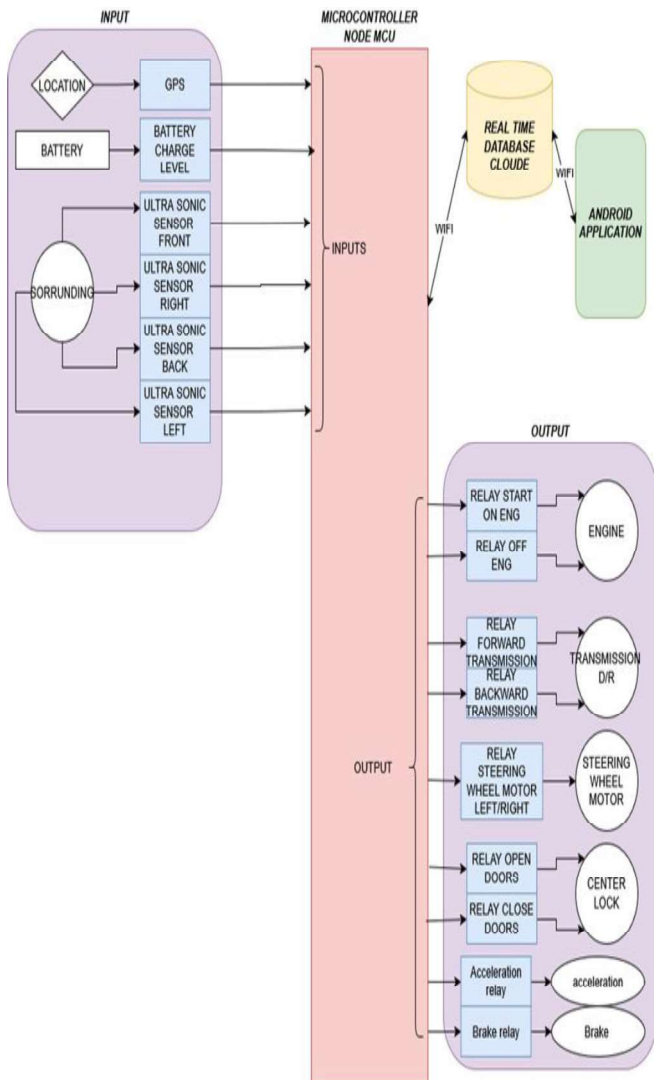 INPUT
LOCATION
GPS
BATTERY
BATTERY
CHARGE
LEVEL
SORRUNDING
ULTRA SONIC
SENSOR
FRONT
ULTRA SONIC
SENSOR
RIGHT
ULTRA SONIC
SENSOR
BACK
ULTRA SONIC
SENSOR
LEFT
MICROCONTROLLER
NODE MCU
INPUTS
OUTPUT
REAL TIME
DATABASE
CLOUDE
WIFI
WIFI
ANDROID
APPLICATION
OUTPUT
RELAY START
ON ENG
RELAY OFF
ENG
ENGINE
RELAY
FORWARD
TRANSMISSION
RELAY
BACKWARD
TRANSMISSION
TRANSMISSION
D/R
RELAY
STEERING
WHEEL MOTOR
LEFT/RIGHT
STEERING
WHEEL
MOTOR
RELAY OPEN
DOORS
RELAY CLOSE
DOORS
CENTER
LOCK
Acceleration
relay
acceleration
Brake relay
Brake